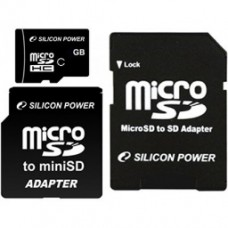 SILICON POWER
micro
SD
HC
C
GB
Lock
micro
SD
MicroSD to SD Adapter
SILICON POWER
SILICON POWER
micro
SD
to miniSD
ADAPTER